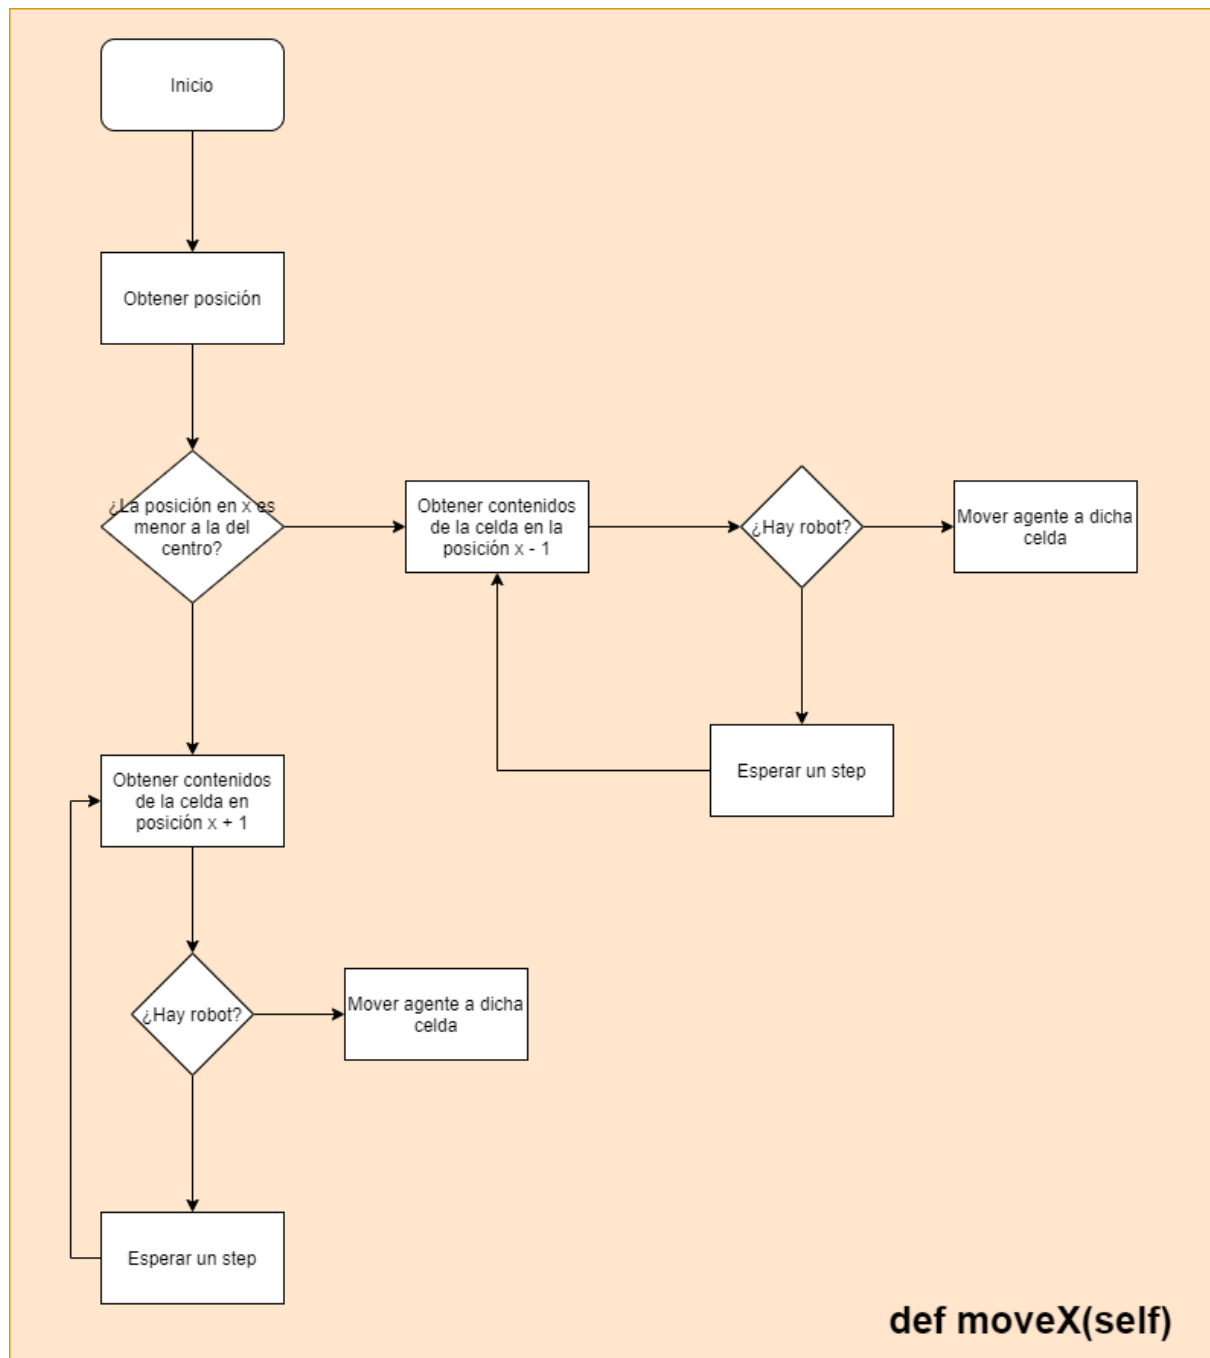 Inicio
Obtener posición
¿La posición en x es
menor a la del
centro?
Obtener contenidos
de la celda en la
posición x - 1
¿Hay robot?
Mover agente a dicha
celda
Esperar un step
Obtener contenidos
de la celda en
posición x + 1
¿Hay robot?
Mover agente a dicha
celda
Esperar un step
def moveX(self)